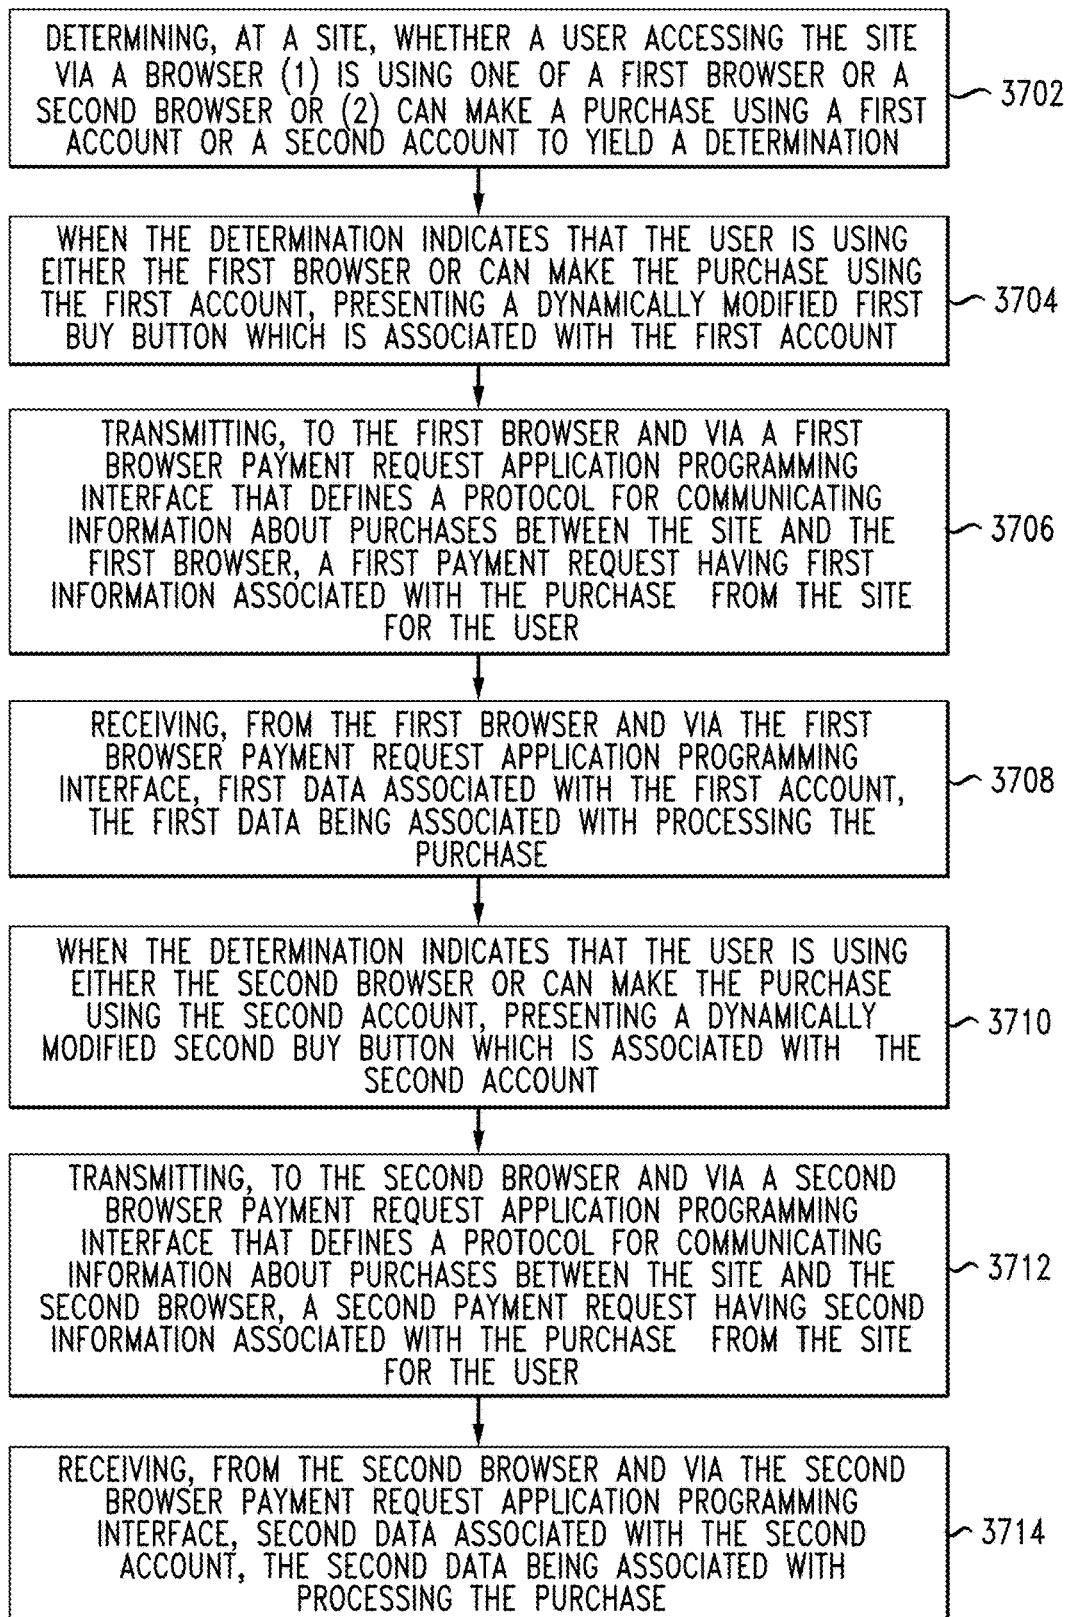 DETERMINING, AT A SITE, WHETHER A USER ACCESSING THE SITE
VIA A BROWSER (1) IS USING ONE OF A FIRST BROWSER OR A
SECOND BROWSER OR (2) CAN MAKE A PURCHASE USING A FIRST
ACCOUNT OR A SECOND ACCOUNT TO YIELD A DETERMINATION
3702
WHEN THE DETERMINATION INDICATES THAT THE USER IS USING
EITHER THE FIRST BROWSER OR CAN MAKE THE PURCHASE USING
THE FIRST ACCOUNT, PRESENTING A DYNAMICALLY MODIFIED FIRST
BUY BUTTON WHICH IS ASSOCIATED WITH THE FIRST ACCOUNT
3704
TRANSMITTING, TO THE FIRST BROWSER AND VIA A FIRST
BROWSER PAYMENT REQUEST APPLICATION PROGRAMMING
INTERFACE THAT DEFINES A PROTOCOL FOR COMMUNICATING
INFORMATION ABOUT PURCHASES BETWEEN THE SITE AND THE
FIRST BROWSER, A FIRST PAYMENT REQUEST HAVING FIRST
INFORMATION ASSOCIATED WITH THE PURCHASE FROM THE SITE
FOR THE USER
3706
RECEIVING, FROM THE FIRST BROWSER AND VIA THE FIRST
BROWSER PAYMENT REQUEST APPLICATION PROGRAMMING
INTERFACE, FIRST DATA ASSOCIATED WITH THE FIRST ACCOUNT,
THE FIRST DATA BEING ASSOCIATED WITH PROCESSING THE
PURCHASE
3708
WHEN THE DETERMINATION INDICATES THAT THE USER IS USING
EITHER THE SECOND BROWSER OR CAN MAKE THE PURCHASE
USING THE SECOND ACCOUNT, PRESENTING A DYNAMICALLY
MODIFIED SECOND BUY BUTTON WHICH IS ASSOCIATED WITH THE
SECOND ACCOUNT
3710
TRANSMITTING, TO THE SECOND BROWSER AND VIA A SECOND
BROWSER PAYMENT REQUEST APPLICATION PROGRAMMING
INTERFACE THAT DEFINES A PROTOCOL FOR COMMUNICATING
INFORMATION ABOUT PURCHASES BETWEEN THE SITE AND THE
SECOND BROWSER, A SECOND PAYMENT REQUEST HAVING SECOND
INFORMATION ASSOCIATED WITH THE PURCHASE FROM THE SITE
FOR THE USER
3712
RECEIVING, FROM THE SECOND BROWSER AND VIA THE SECOND
BROWSER PAYMENT REQUEST APPLICATION PROGRAMMING
INTERFACE, SECOND DATA ASSOCIATED WITH THE SECOND
ACCOUNT, THE SECOND DATA BEING ASSOCIATED WITH
PROCESSING THE PURCHASE
3714